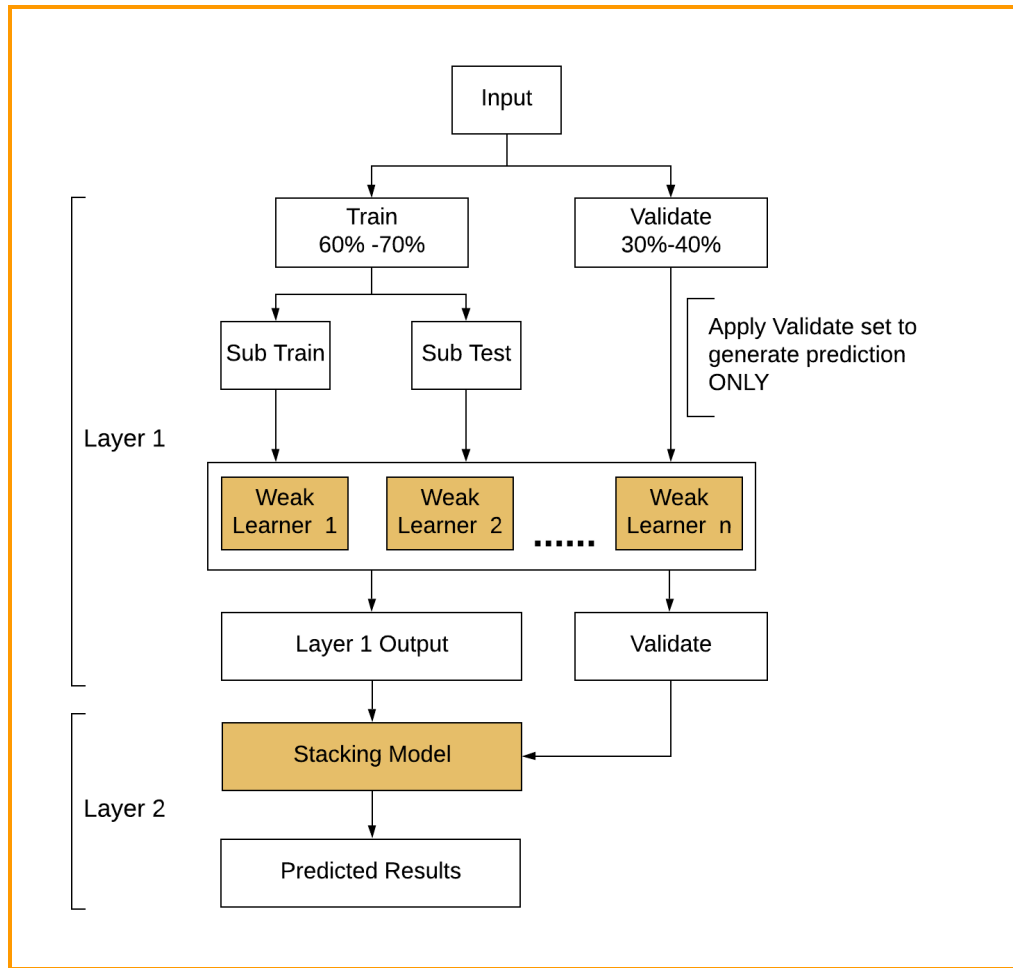 Input
Train
60% -70%
Validate
30%-40%
Sub Train
Sub Test
Apply Validate set to
generate prediction
ONLY
Layer 1
Weak
Learner 1
Weak
Learner 2
......
Weak
Learner n
Layer 1 Output
Validate
Stacking Model
Layer 2
Predicted Results